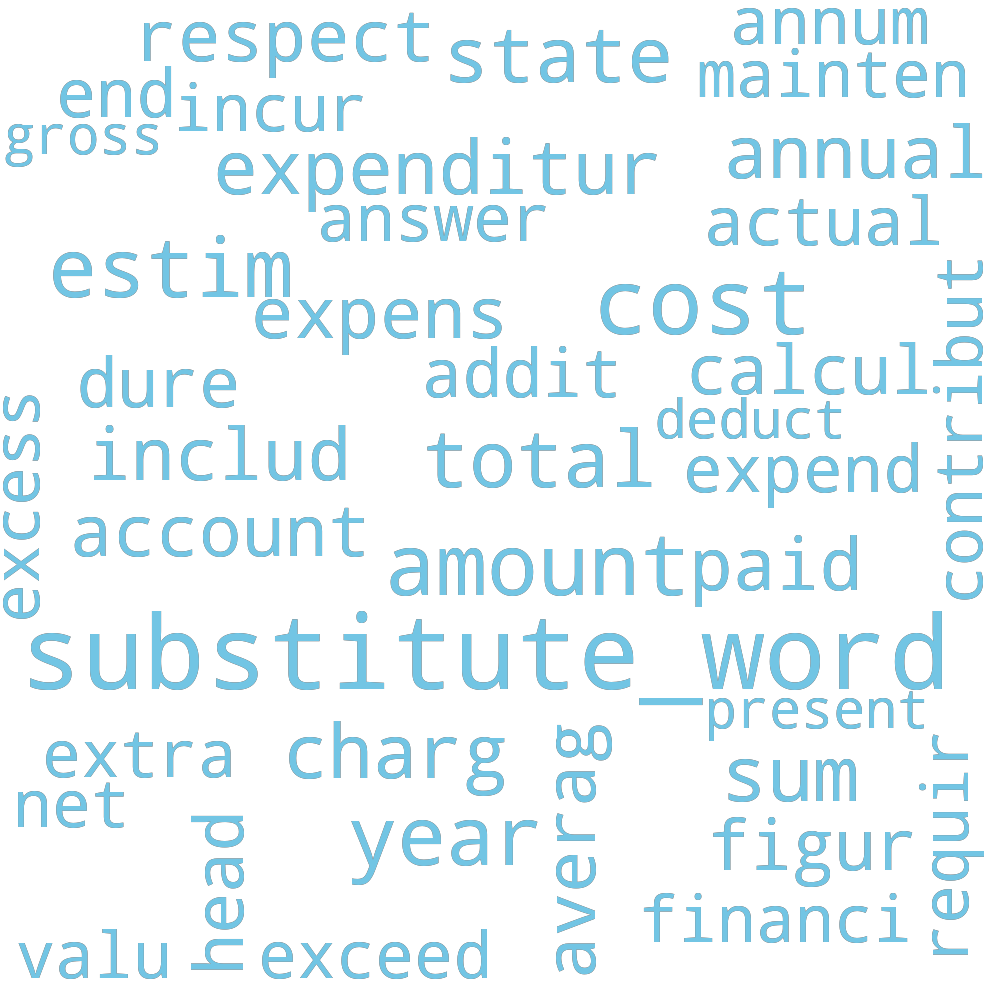 respect
state
annum
mainten
end
incur
gross
expenditur
annual
answer
actual
estim
expens
cost
contribut
dure
addit
calcul
deduct
excess
includ
total
expend
account
amount
paid
substitute_word
present
extra
charg
averag
sum
requir
net
head
year
figur
financi
valu
exceed